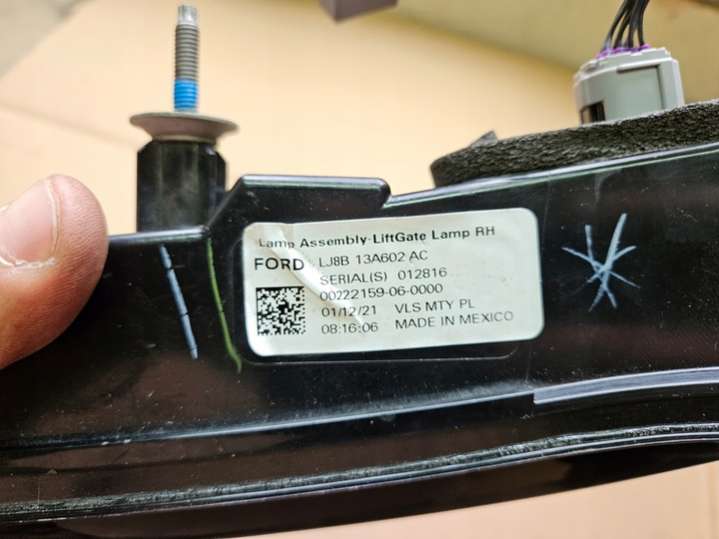 Lamp Assembly-LiftGate Lamp RH
FORD LJ8B 13A602 AC
SERIAL(S) 012816
00222159-06-0000
01/12/21 VLS MTY PL
08:16:06 MADE IN MEXICO